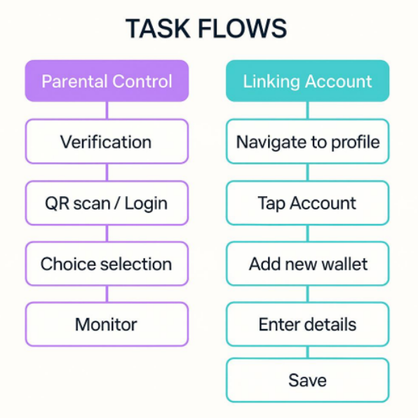 TASK FLOWS
Parental Control
Verification
QR scan / Login
Choice selection
Monitor
Linking Account
Navigate to profile
Tap Account
Add new wallet
Enter details
Save